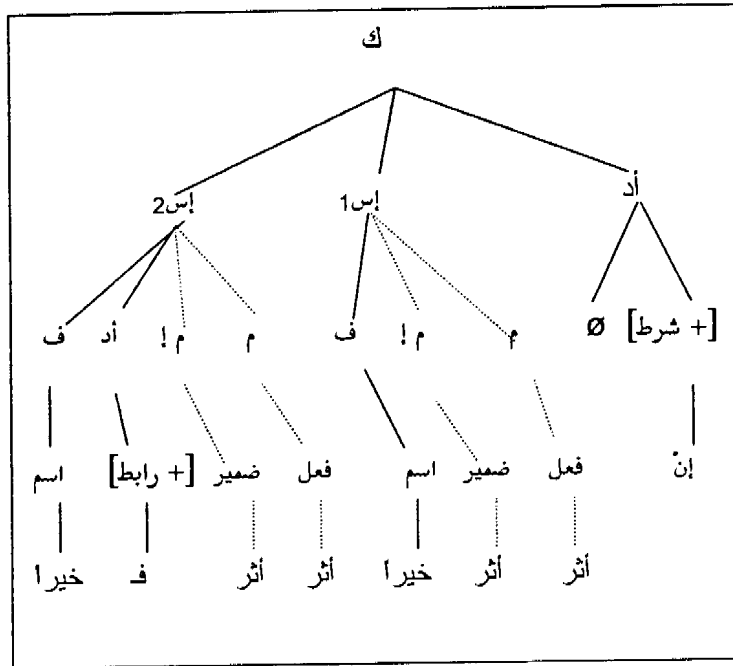 ك
أد إس1 إس2
[+ شرط] Ø م م ! ف م م ! أد ف
إنْ فعل ضمير اسم فعل ضمير [+ رابط] اسم
أثر أثر خيرا أثر أثر فـ خيرا